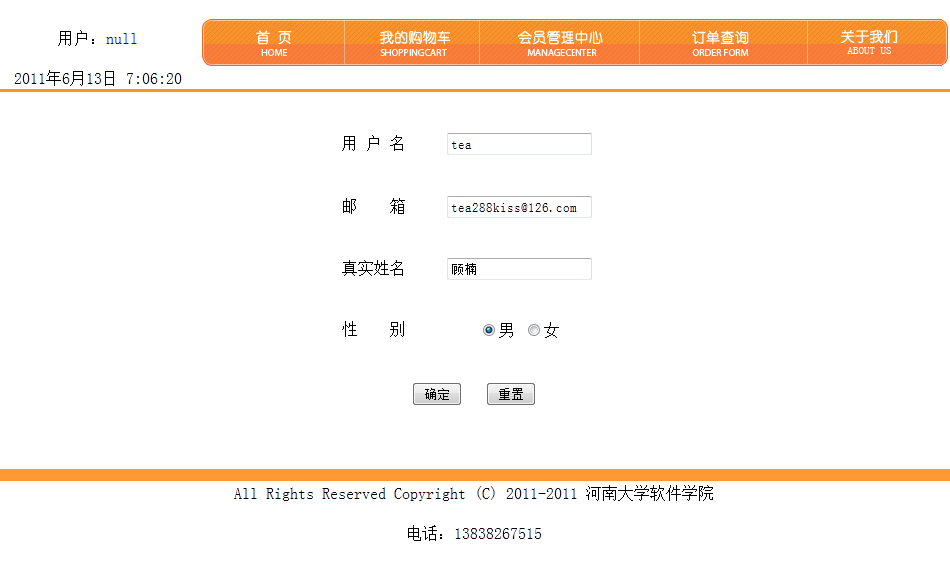 用户：null
首 页 我的购物车 会员管理中心 订单查询 关于我们
HOME SHOPPINGCART MANAGECENTER ORDER FORM ABOUT US
2011年6月13日 7:06:20
用 户 名 tea
邮 箱 tea288kiss@126.com
真实姓名 顾楠
性 别 男 女
确定 重置
All Rights Reserved Copyright (C) 2011-2011 河南大学软件学院
电话：13838267515